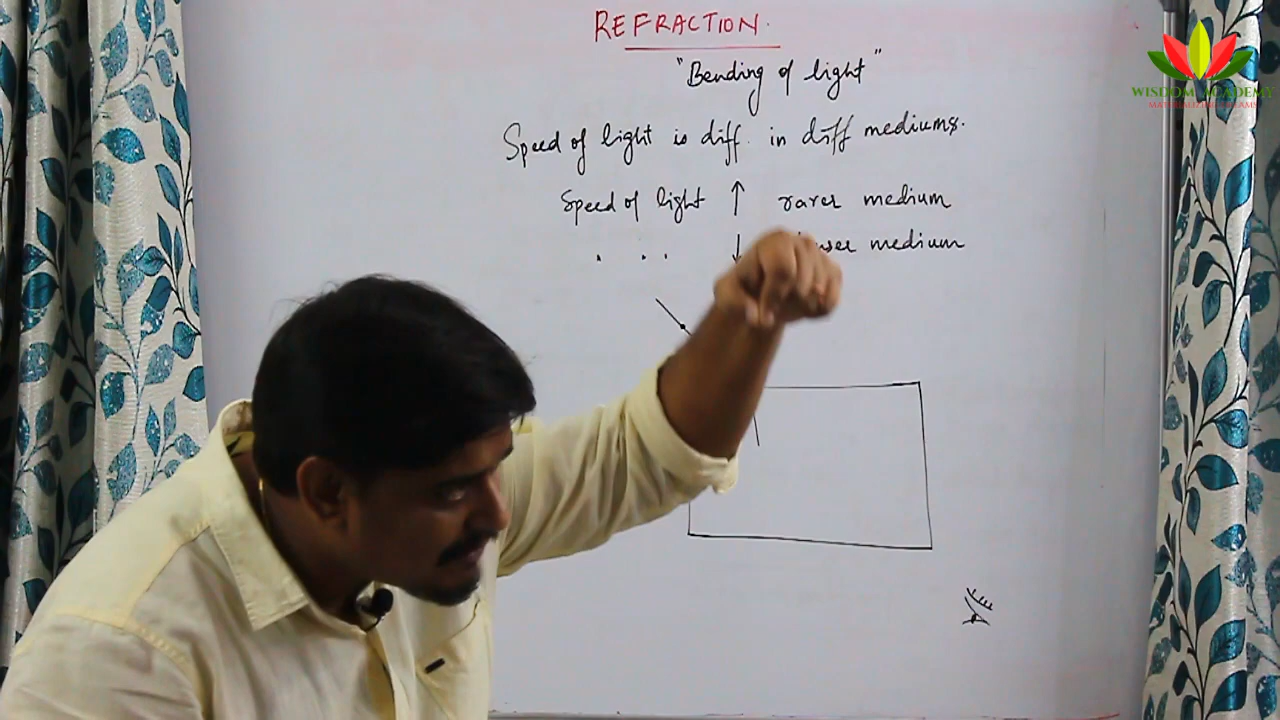 REFRACTION.
"Bending of light"
Speed of light is diff. in diff mediums.
Speed of light ↑ rarer medium
" " " ↓ medium
WISDOM ACADEMY